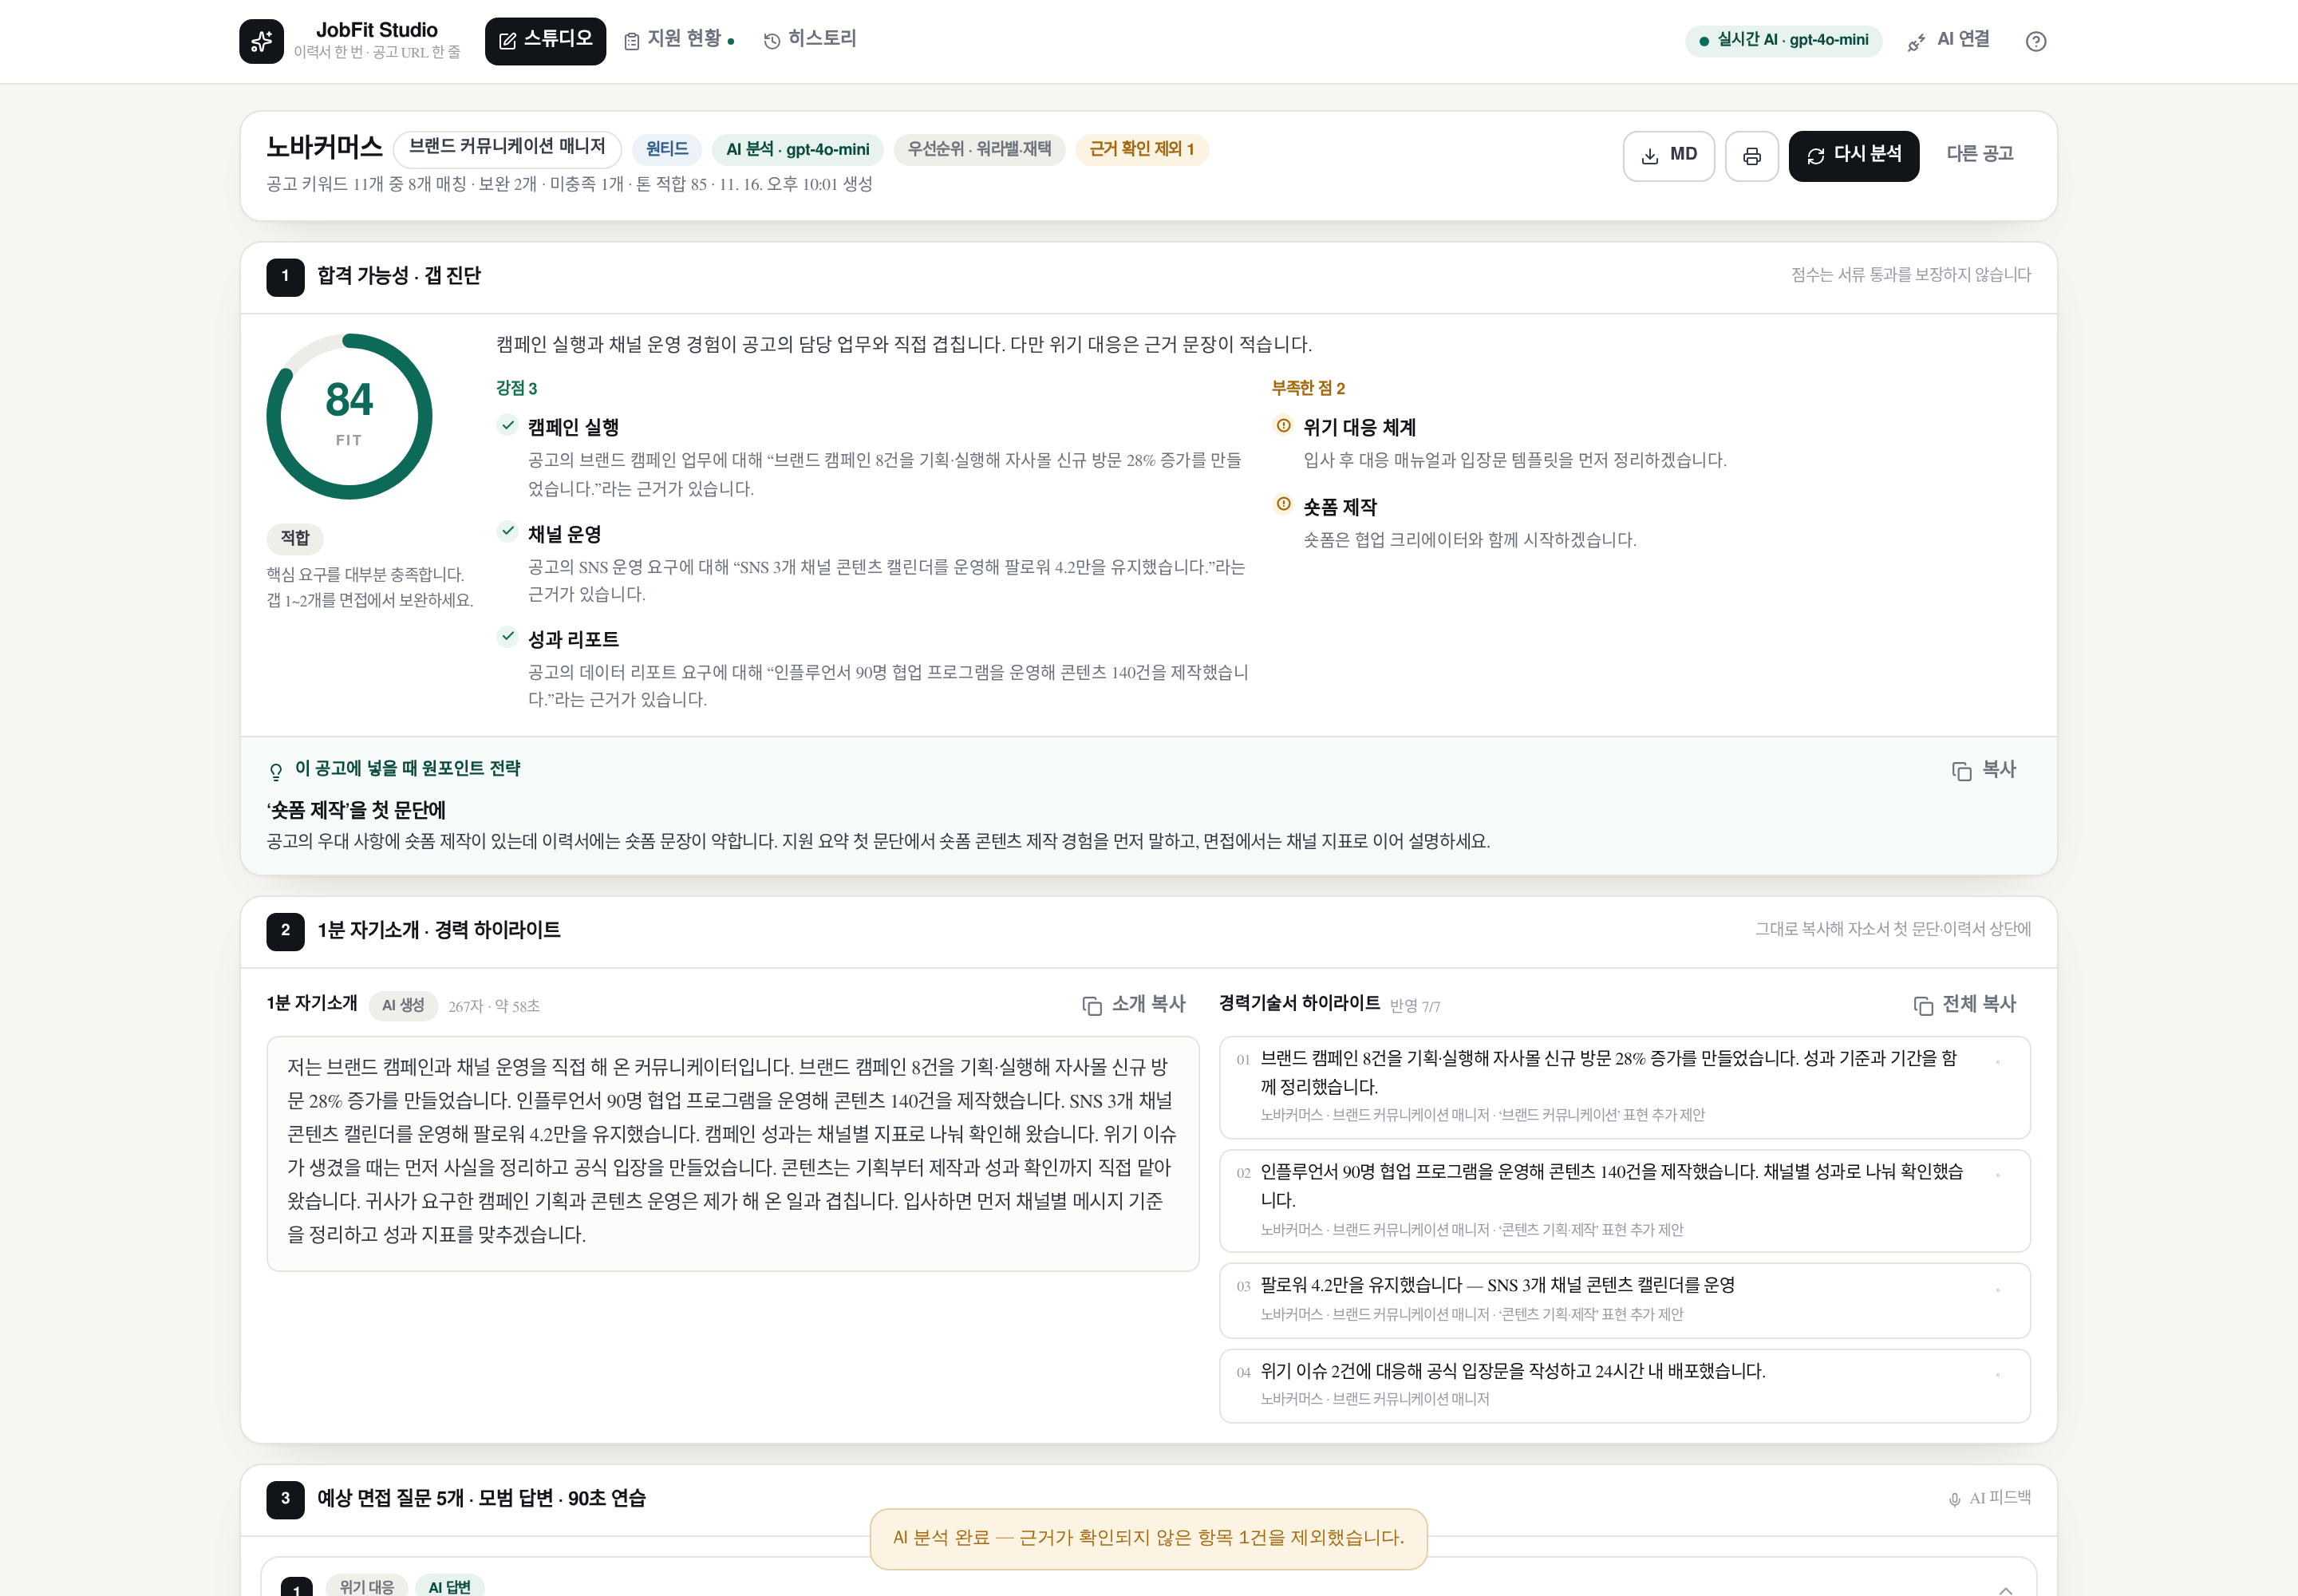 JobFit Studio
이력서 한 번 · 공고 URL 한 줄
스튜디오
지원 현황
히스토리
실시간 AI · gpt-4o-mini
AI 연결
노바커머스
브랜드 커뮤니케이션 매니저
원티드
AI 분석 · gpt-4o-mini
우선순위 · 워라밸·재택
근거 확인 제외 1
MD
다시 분석
다른 공고
공고 키워드 11개 중 8개 매칭 · 보완 2개 · 미충족 1개 · 톤 적합 85 · 11. 16. 오후 10:01 생성
1
합격 가능성 · 갭 진단
점수는 서류 통과를 보장하지 않습니다
84
FIT
적합
핵심 요구를 대부분 충족합니다.
갭 1~2개를 면접에서 보완하세요.
캠페인 실행과 채널 운영 경험이 공고의 담당 업무와 직접 겹칩니다. 다만 위기 대응은 근거 문장이 적습니다.
강점 3
캠페인 실행
공고의 브랜드 캠페인 업무에 대해 “브랜드 캠페인 8건을 기획·실행해 자사몰 신규 방문 28% 증가를 만들
었습니다.”라는 근거가 있습니다.
채널 운영
공고의 SNS 운영 요구에 대해 “SNS 3개 채널 콘텐츠 캘린더를 운영해 팔로워 4.2만을 유지했습니다.”라는
근거가 있습니다.
성과 리포트
공고의 데이터 리포트 요구에 대해 “인플루언서 90명 협업 프로그램을 운영해 콘텐츠 140건을 제작했습니
다.”라는 근거가 있습니다.
부족한 점 2
위기 대응 체계
입사 후 대응 매뉴얼과 입장문 템플릿을 먼저 정리하겠습니다.
숏폼 제작
숏폼은 협업 크리에이터와 함께 시작하겠습니다.
이 공고에 넣을 때 원포인트 전략
복사
‘숏폼 제작’을 첫 문단에
공고의 우대 사항에 숏폼 제작이 있는데 이력서에는 숏폼 문장이 약합니다. 지원 요약 첫 문단에서 숏폼 콘텐츠 제작 경험을 먼저 말하고, 면접에서는 채널 지표로 이어 설명하세요.
2
1분 자기소개 · 경력 하이라이트
그대로 복사해 자소서 첫 문단·이력서 상단에
1분 자기소개
AI 생성
267자 · 약 58초
소개 복사
저는 브랜드 캠페인과 채널 운영을 직접 해 온 커뮤니케이터입니다. 브랜드 캠페인 8건을 기획·실행해 자사몰 신규 방
문 28% 증가를 만들었습니다. 인플루언서 90명 협업 프로그램을 운영해 콘텐츠 140건을 제작했습니다. SNS 3개 채널
콘텐츠 캘린더를 운영해 팔로워 4.2만을 유지했습니다. 캠페인 성과는 채널별 지표로 나눠 확인해 왔습니다. 위기 이슈
가 생겼을 때는 먼저 사실을 정리하고 공식 입장을 만들었습니다. 콘텐츠는 기획부터 제작과 성과 확인까지 직접 맡아
왔습니다. 귀사가 요구한 캠페인 기획과 콘텐츠 운영은 제가 해 온 일과 겹칩니다. 입사하면 먼저 채널별 메시지 기준
을 정리하고 성과 지표를 맞추겠습니다.
경력기술서 하이라이트
반영 7/7
전체 복사
01
브랜드 캠페인 8건을 기획·실행해 자사몰 신규 방문 28% 증가를 만들었습니다. 성과 기준과 기간을 함
께 정리했습니다.
노바커머스 · 브랜드 커뮤니케이션 매니저 · ‘브랜드 커뮤니케이션’ 표현 추가 제안
02
인플루언서 90명 협업 프로그램을 운영해 콘텐츠 140건을 제작했습니다. 채널별 성과로 나눠 확인했습
니다.
노바커머스 · 브랜드 커뮤니케이션 매니저 · ‘콘텐츠 기획·제작’ 표현 추가 제안
03
팔로워 4.2만을 유지했습니다 — SNS 3개 채널 콘텐츠 캘린더를 운영
노바커머스 · 브랜드 커뮤니케이션 매니저 · ‘콘텐츠 기획·제작’ 표현 추가 제안
04
위기 이슈 2건에 대응해 공식 입장문을 작성하고 24시간 내 배포했습니다.
노바커머스 · 브랜드 커뮤니케이션 매니저
3
예상 면접 질문 5개 · 모범 답변 · 90초 연습
AI 피드백
AI 분석 완료 — 근거가 확인되지 않은 항목 1건을 제외했습니다.
1
위기 대응
AI 답변